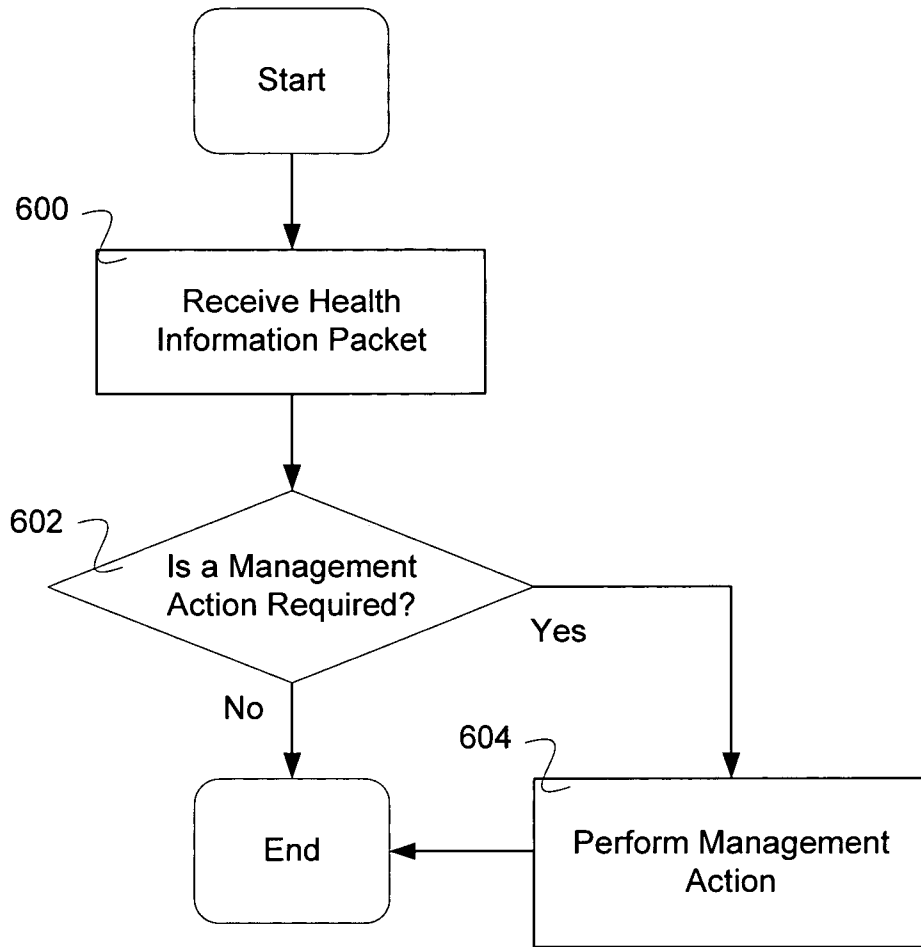 Start
600
Receive Health
Information Packet
602
Is a Management
Action Required?
Yes
No
604
End
Perform Management
Action